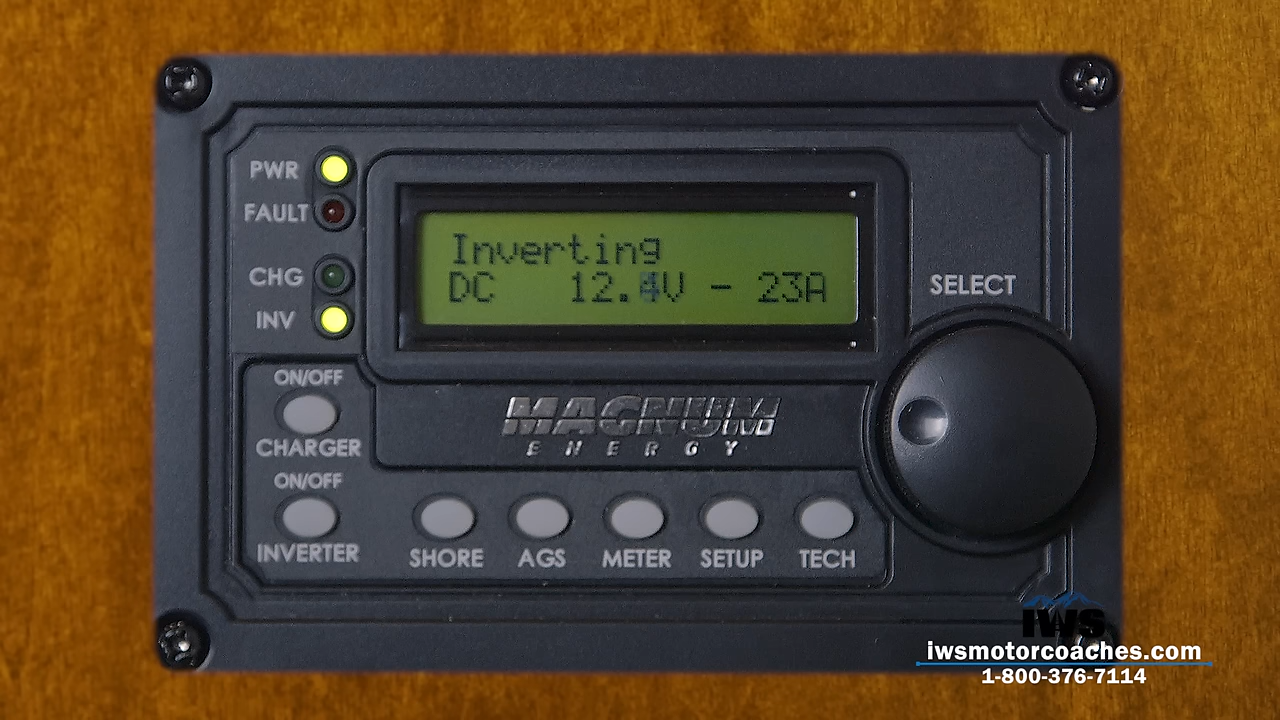 PWR
FAULT
CHG
INV
Inverting
DC 12.4V - 23A
SELECT
ON/OFF
CHARGER
ON/OFF
INVERTER
MAGNUM
ENERGY
SHORE AGS METER SETUP TECH
IWS
iwsmotorcoaches.com
1-800-376-7114